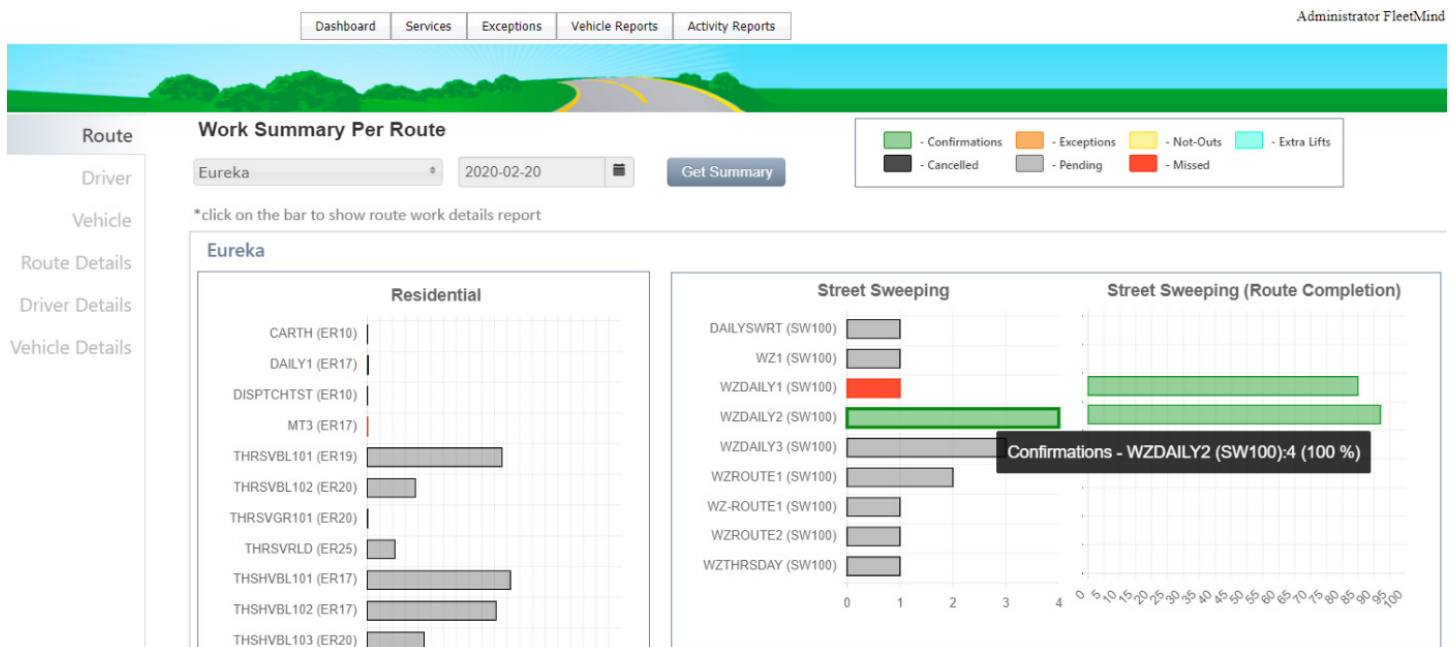 Administrator FleetMind
Dashboard Services Exceptions Vehicle Reports Activity Reports
Route
Driver
Vehicle
Route Details
Driver Details
Vehicle Details
Work Summary Per Route
Eureka 2020-02-20 Get Summary
- Confirmations - Exceptions - Not-Outs - Extra Lifts
- Cancelled - Pending - Missed
*click on the bar to show route work details report
Eureka
Residential
CARTH (ER10)
DAILY1 (ER17)
DISPTCHTST (ER10)
MT3 (ER17)
THRSVBL101 (ER19)
THRSVBL102 (ER20)
THRSVGR101 (ER20)
THRSVRLD (ER25)
THSHVBL101 (ER17)
THSHVBL102 (ER17)
THSHVBL103 (ER20)
Street Sweeping
DAILYSWRT (SW100)
WZ1 (SW100)
WZDAILY1 (SW100)
WZDAILY2 (SW100)
WZDAILY3 (SW100)
WZROUTE1 (SW100)
WZ-ROUTE1 (SW100)
WZROUTE2 (SW100)
WZTHRSDAY (SW100)
0 1 2 3 4
Confirmations - WZDAILY2 (SW100):4 (100 %)
Street Sweeping (Route Completion)
0 5 10 15 20 25 30 35 40 45 50 55 60 65 70 75 80 85 90 95 100